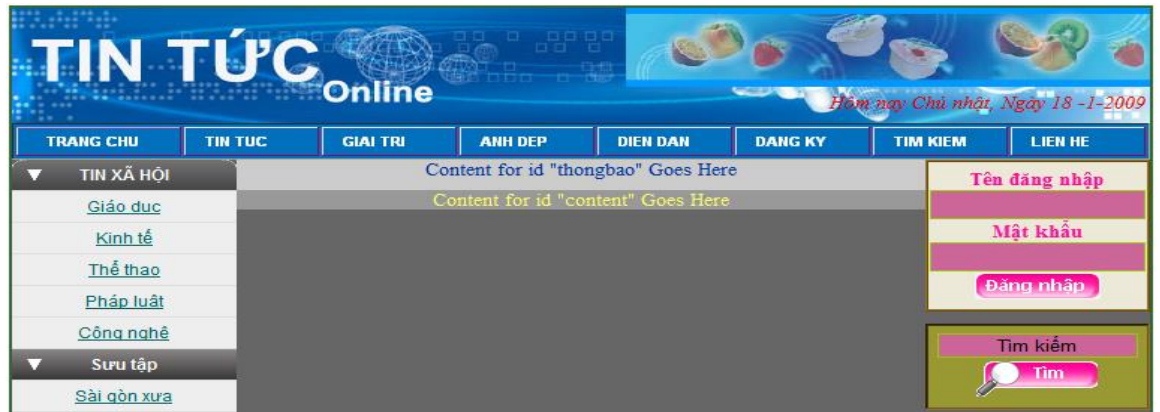 TIN TỨC
Online
Hôm nay Chủ nhật, Ngày 18 -1-2009
TRANG CHU TIN TUC GIAI TRI ANH DEP DIEN DAN DANG KY TIM KIEM LIEN HE
TIN XÃ HỘI
Giáo dục
Kinh tế
Thể thao
Pháp luật
Công nghệ
Sưu tập
Sài gòn xưa
Content for id "thongbao" Goes Here
Content for id "content" Goes Here
Tên đăng nhập
Mật khẩu
Đăng nhập
Tìm kiếm
Tìm